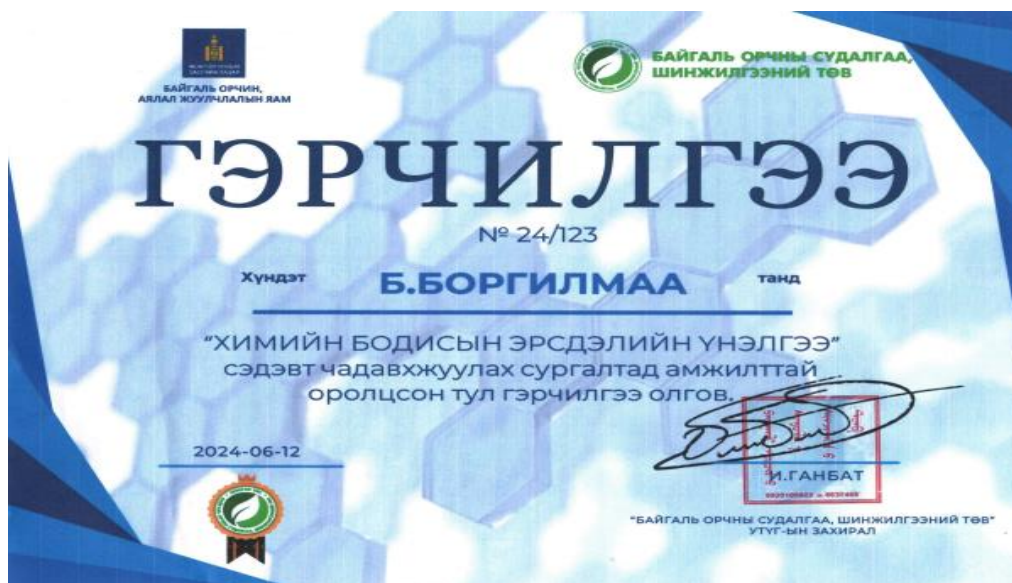 БАЙГАЛЬ ОРЧИН,
АЯЛАЛ ЖУУЛЧЛАЛЫН ЯАМ
БАЙГАЛЬ ОРЧНЫ СУДАЛГАА,
ШИНЖИЛГЭЭНИЙ ТӨВ
ГЭРЧИЛГЭЭ
№ 24/123
Хүндэт Б.БОРГИЛМАА танд
“ХИМИЙН БОДИСЫН ЭРСДЭЛИЙН ҮНЭЛГЭЭ”
сэдэвт чадавхжуулах сургалтад амжилттай
оролцсон тул гэрчилгээ олгов.
2024-06-12
И.ГАНБАТ
“БАЙГАЛЬ ОРЧНЫ СУДАЛГАА, ШИНЖИЛГЭЭНИЙ ТӨВ”
УТҮГ-ЫН ЗАХИРАЛ